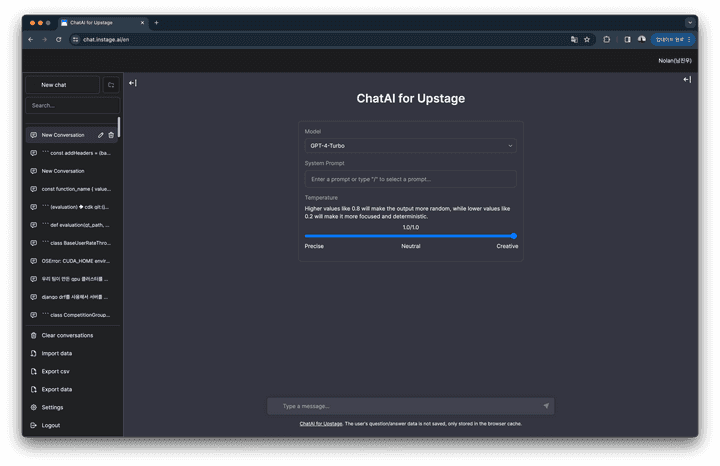 ChatAI for Upstage
chat.instage.ai/en
업데이트 완료
Nolan(남진우)
New chat
Search...
New Conversation
``` const addHeaders = (ba...
New Conversation
const function_name { value...
``` def evaluation(gt_path, ...
``` class BaseUserRateThro...
OSError: CUDA_HOME envir...
우리 팀이 만든 gpu 클러스터를 ...
django drf를 사용해서 서버를 ...
``` class CompetitionGroup...
Clear conversations
Import data
Export csv
Export data
Settings
Logout
ChatAI for Upstage
Model
GPT-4-Turbo
System Prompt
Enter a prompt or type "/" to select a prompt...
Temperature
Higher values like 0.8 will make the output more random, while lower values like
0.2 will make it more focused and deterministic.
1.0/1.0
Precise Neutral Creative
Type a message...
ChatAI for Upstage. The user's question/answer data is not saved, only stored in the browser cache.